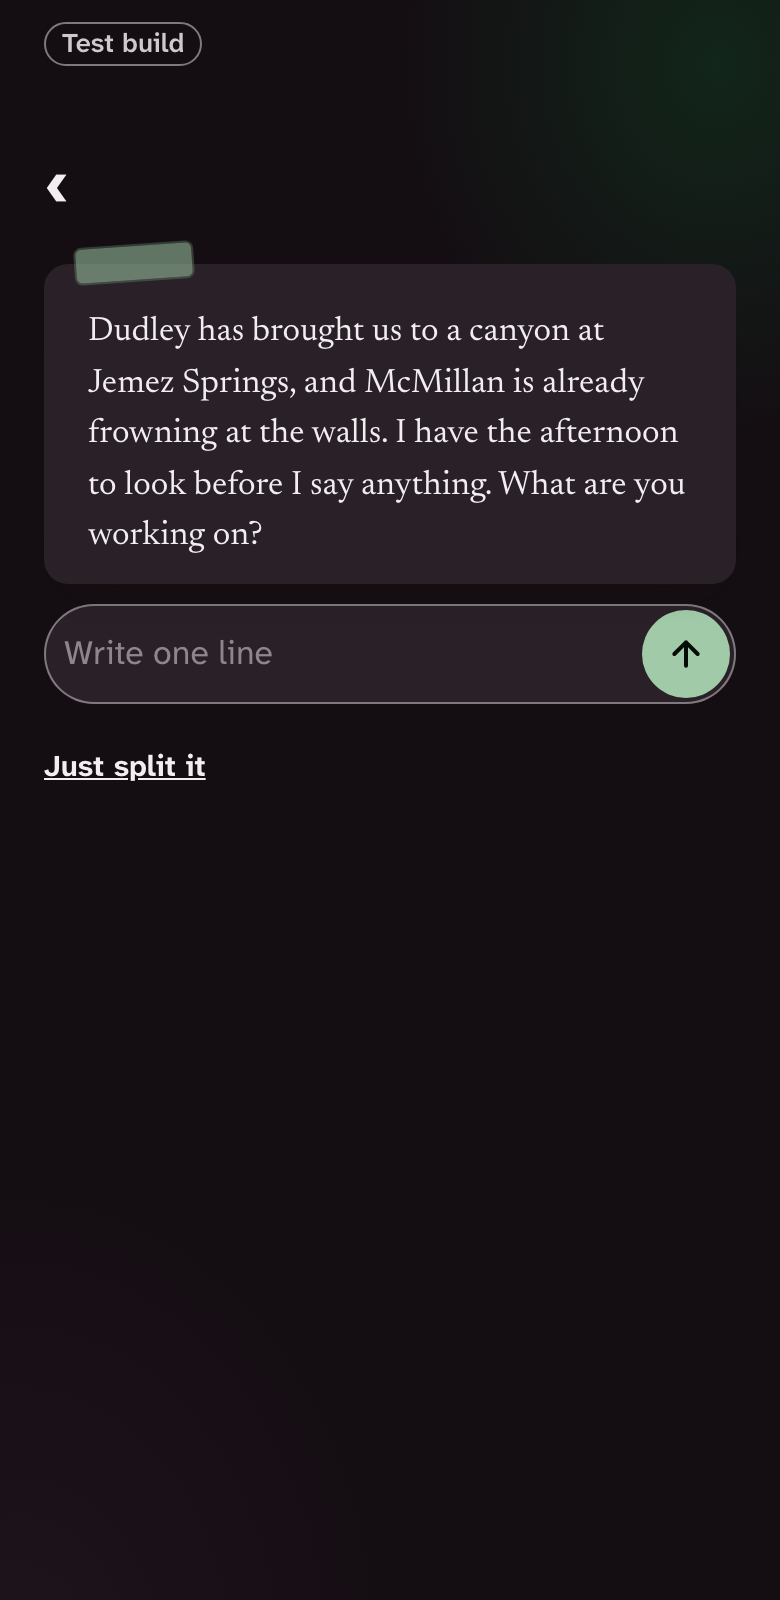 Test build
Dudley has brought us to a canyon at
Jemez Springs, and McMillan is already
frowning at the walls. I have the afternoon
to look before I say anything. What are you
working on?
Write one line
Just split it